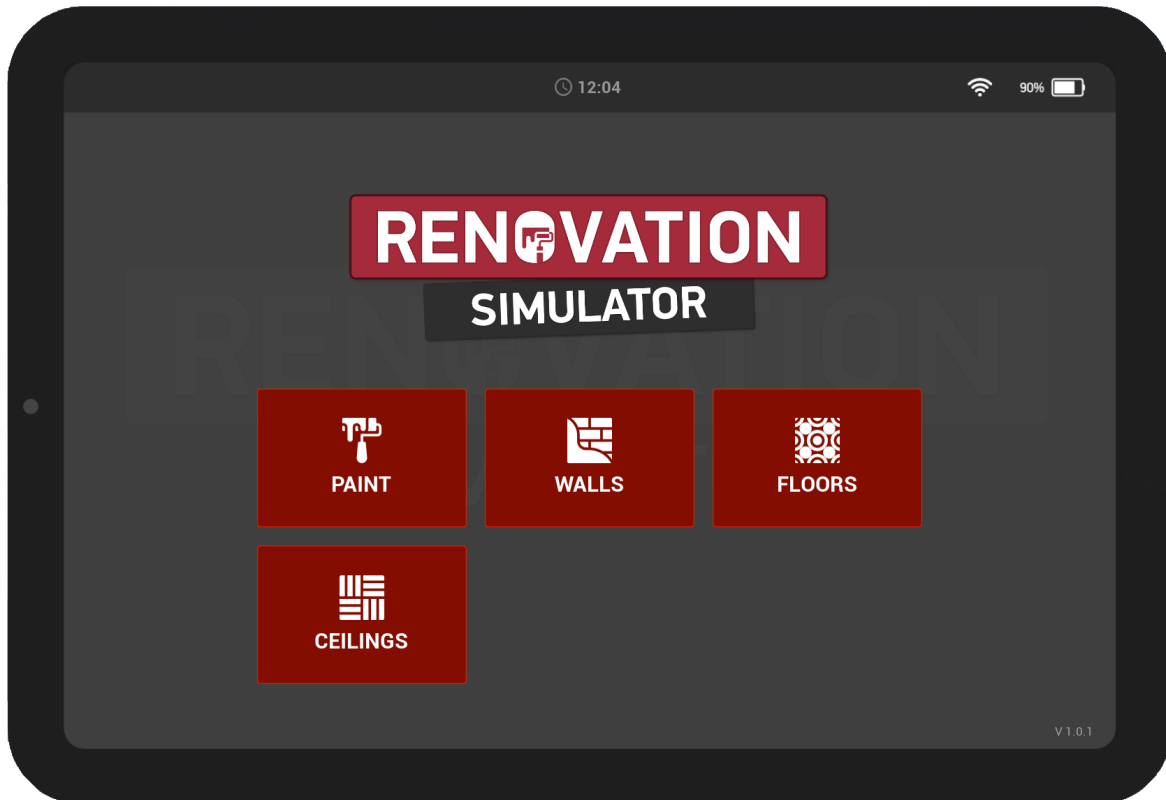 12:04
90%
RENOVATION
SIMULATOR
PAINT
WALLS
FLOORS
CEILINGS
V 1.0.1